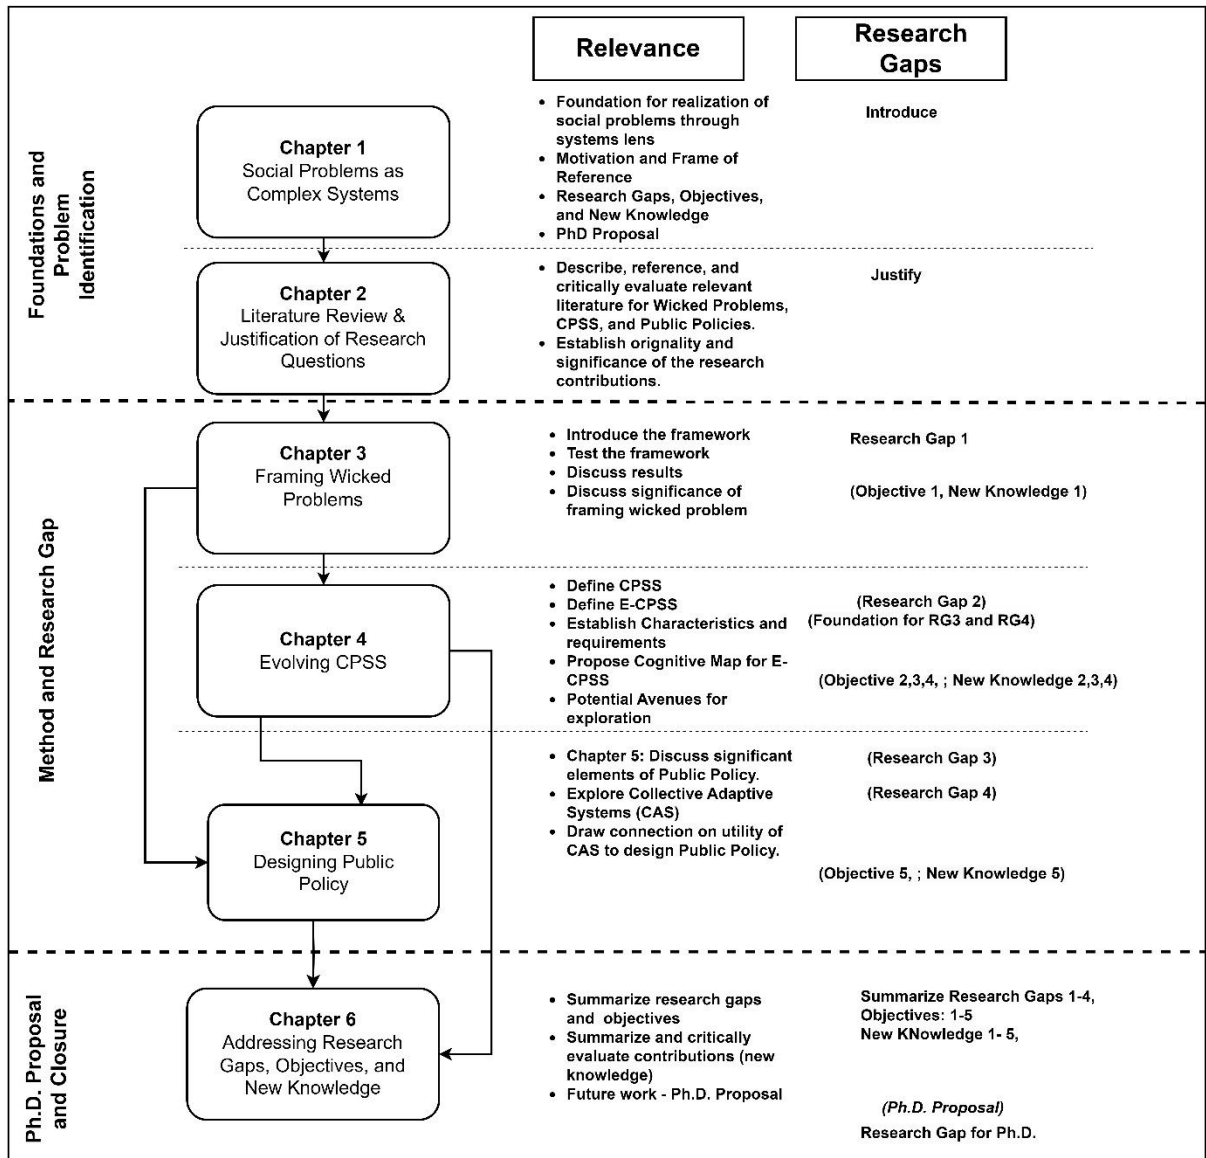 Relevance
Research
Gaps
Foundations and
Problem
Identification
Chapter 1
Social Problems as
Complex Systems
• Foundation for realization of
social problems through
systems lens
• Motivation and Frame of
Reference
• Research Gaps, Objectives,
and New Knowledge
• PhD Proposal
Introduce
Chapter 2
Literature Review &
Justification of Research
Questions
• Describe, reference, and
critically evaluate relevant
literature for Wicked Problems,
CPSS, and Public Policies.
• Establish orignality and
significance of the research
contributions.
Justify
Method and Research Gap
Chapter 3
Framing Wicked
Problems
• Introduce the framework
• Test the framework
• Discuss results
• Discuss significance of
framing wicked problem
Research Gap 1
(Objective 1, New Knowledge 1)
Chapter 4
Evolving CPSS
• Define CPSS
• Define E-CPSS
• Establish Characteristics and
requirements
• Propose Cognitive Map for E-
CPSS
• Potential Avenues for
exploration
(Research Gap 2)
(Foundation for RG3 and RG4)
(Objective 2,3,4, ; New Knowledge 2,3,4)
Chapter 5
Designing Public
Policy
• Chapter 5: Discuss significant
elements of Public Policy.
• Explore Collective Adaptive
Systems (CAS)
• Draw connection on utility of
CAS to design Public Policy.
(Research Gap 3)
(Research Gap 4)
(Objective 5, ; New Knowledge 5)
Ph.D. Proposal
and Closure
Chapter 6
Addressing Research
Gaps, Objectives, and
New Knowledge
• Summarize research gaps
and objectives
• Summarize and critically
evaluate contributions (new
knowledge)
• Future work - Ph.D. Proposal
Summarize Research Gaps 1-4,
Objectives: 1-5
New KNowledge 1- 5,
(Ph.D. Proposal)
Research Gap for Ph.D.